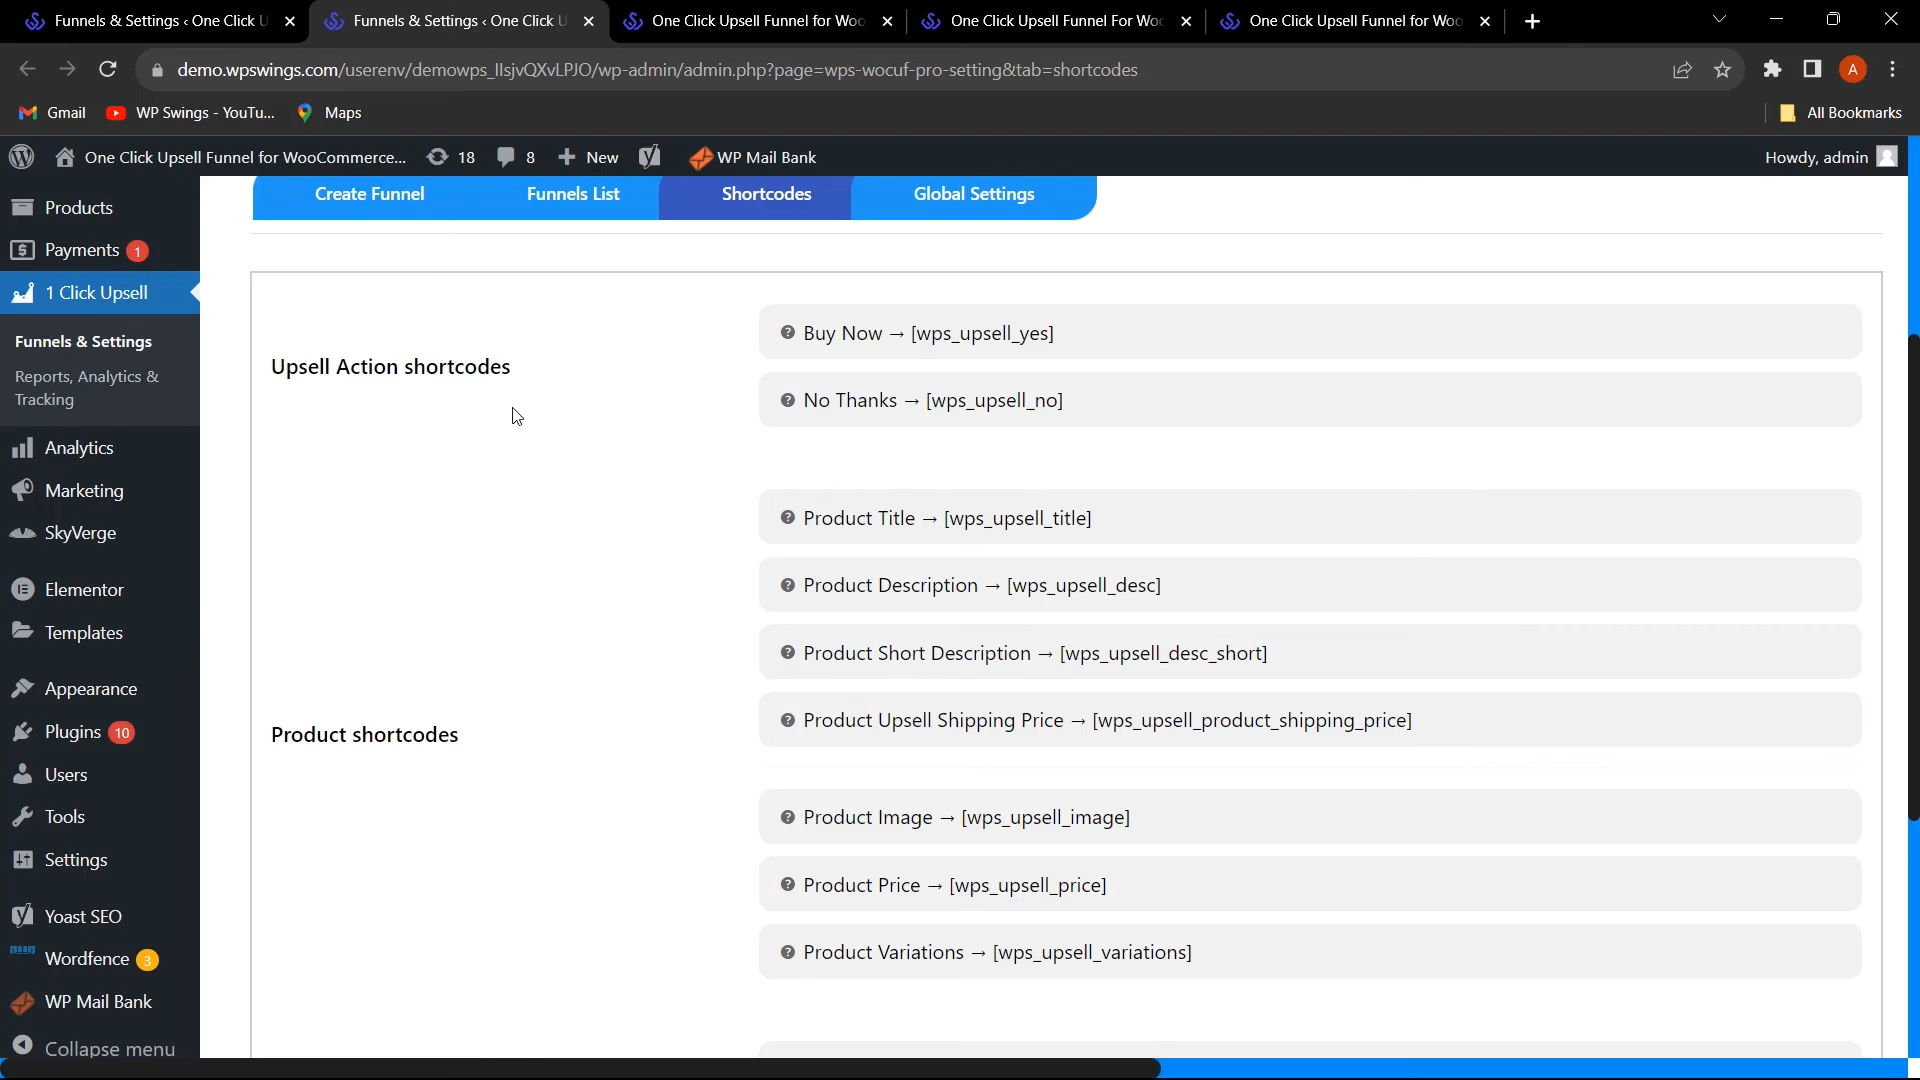 Funnels & Settings ‹ One Click U
Funnels & Settings ‹ One Click U
One Click Upsell Funnel for Woo
One Click Upsell Funnel For Woc
One Click Upsell Funnel for Woo
demo.wpswings.com/userenv/demowps_IIsjvQXvLPJO/wp-admin/admin.php?page=wps-wocuf-pro-setting&tab=shortcodes
A
Gmail
WP Swings - YouTu...
Maps
All Bookmarks
One Click Upsell Funnel for WooCommerce...
18
8
New
WP Mail Bank
Howdy, admin
Products
Payments 1
1 Click Upsell
Funnels & Settings
Reports, Analytics &
Tracking
Analytics
Marketing
SkyVerge
Elementor
Templates
Appearance
Plugins 10
Users
Tools
Settings
Yoast SEO
Wordfence 3
WP Mail Bank
Collapse menu
Create Funnel
Funnels List
Shortcodes
Global Settings
Upsell Action shortcodes
Buy Now → [wps_upsell_yes]
No Thanks → [wps_upsell_no]
Product shortcodes
Product Title → [wps_upsell_title]
Product Description → [wps_upsell_desc]
Product Short Description → [wps_upsell_desc_short]
Product Upsell Shipping Price → [wps_upsell_product_shipping_price]
Product Image → [wps_upsell_image]
Product Price → [wps_upsell_price]
Product Variations → [wps_upsell_variations]